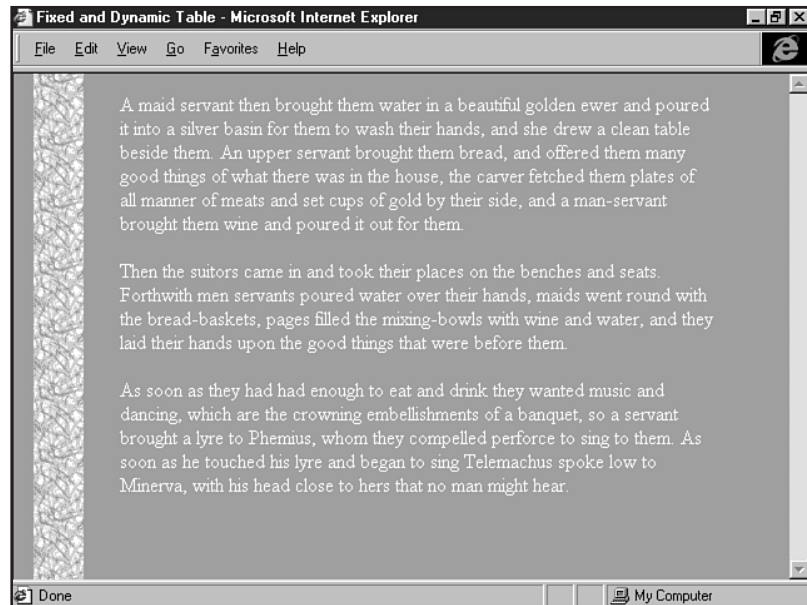 Fixed and Dynamic Table - Microsoft Internet Explorer
File Edit View Go Favorites Help
A maid servant then brought them water in a beautiful golden ewer and poured
it into a silver basin for them to wash their hands, and she drew a clean table
beside them. An upper servant brought them bread, and offered them many
good things of what there was in the house, the carver fetched them plates of
all manner of meats and set cups of gold by their side, and a man-servant
brought them wine and poured it out for them.
Then the suitors came in and took their places on the benches and seats.
Forthwith men servants poured water over their hands, maids went round with
the bread-baskets, pages filled the mixing-bowls with wine and water, and they
laid their hands upon the good things that were before them.
As soon as they had had enough to eat and drink they wanted music and
dancing, which are the crowning embellishments of a banquet, so a servant
brought a lyre to Phemius, whom they compelled perforce to sing to them. As
soon as he touched his lyre and began to sing Telemachus spoke low to
Minerva, with his head close to hers that no man might hear.
Done My Computer